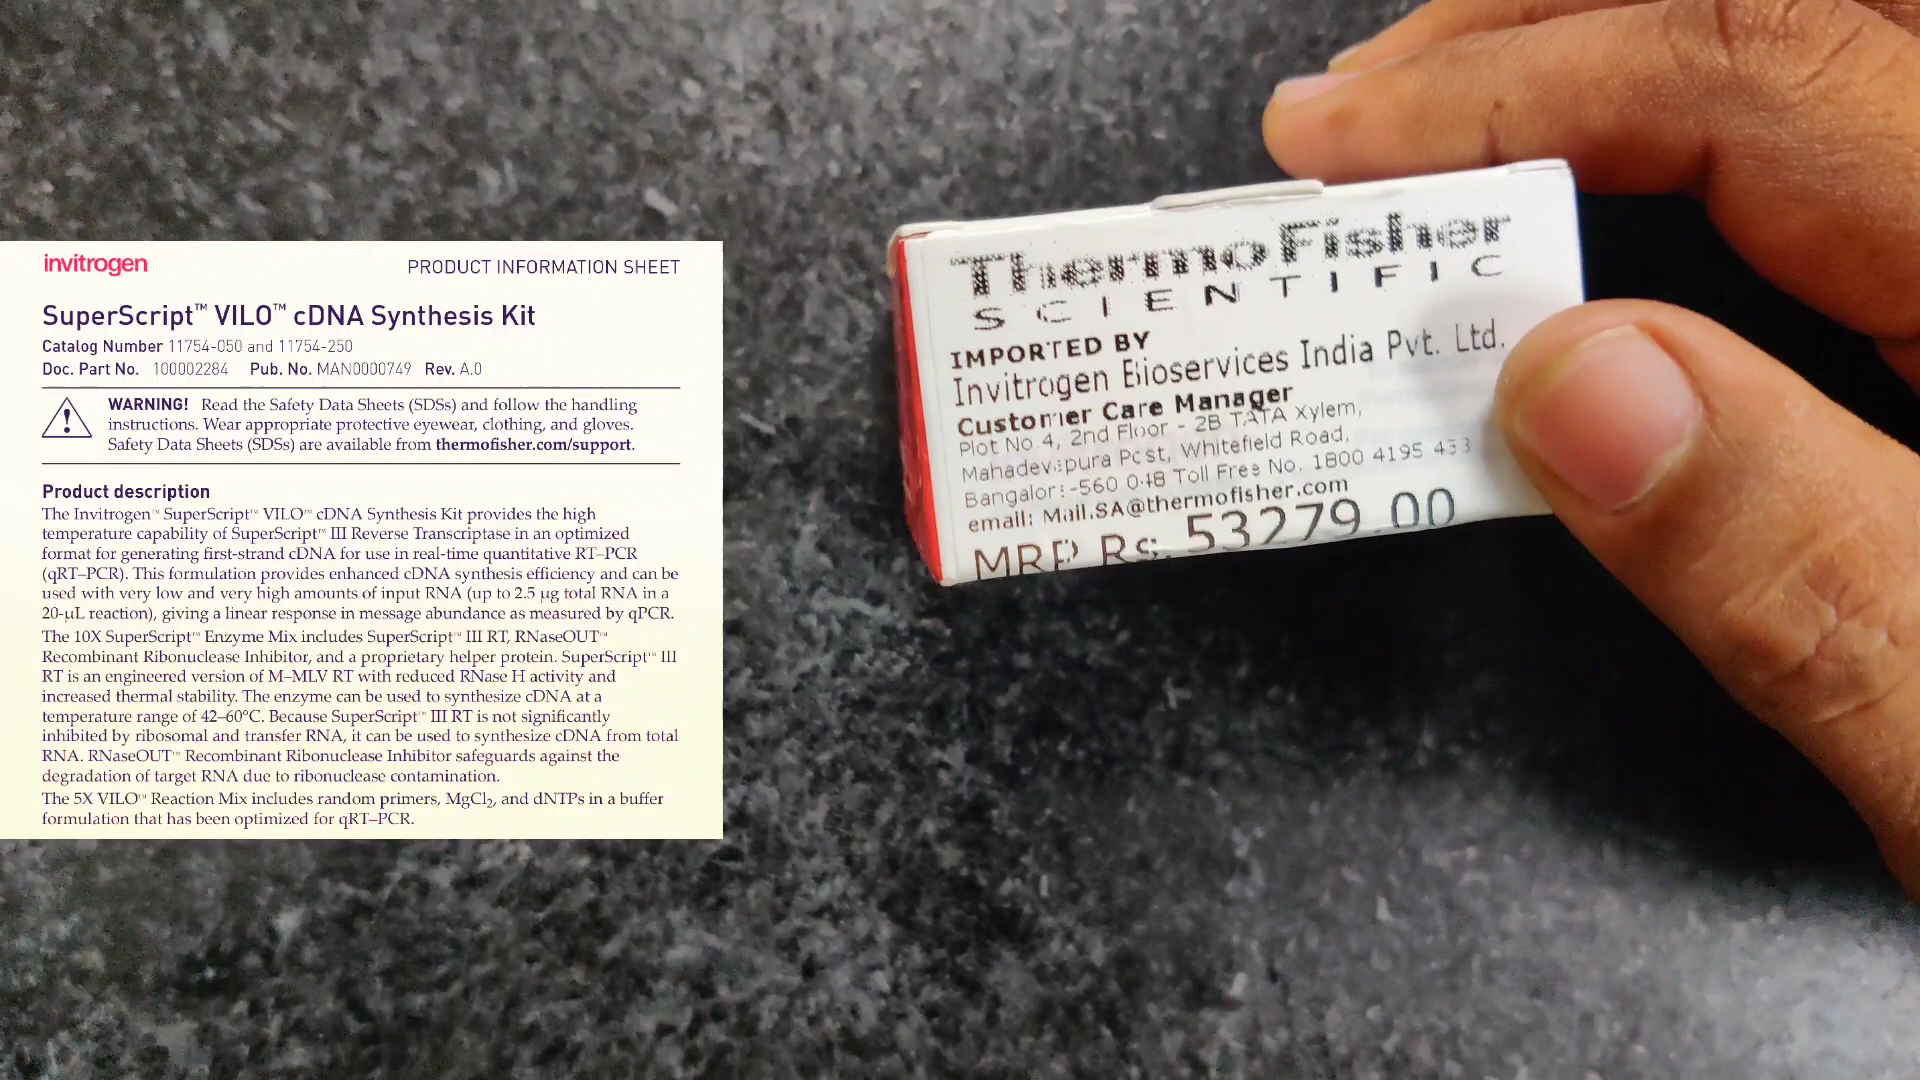 invitrogen
PRODUCT INFORMATION SHEET
SuperScript™ VILO™ cDNA Synthesis Kit
Catalog Number 11754-050 and 11754-250
Doc. Part No. 100002284 Pub. No. MAN0000749 Rev. A.0
WARNING! Read the Safety Data Sheets (SDSs) and follow the handling
instructions. Wear appropriate protective eyewear, clothing, and gloves.
Safety Data Sheets (SDSs) are available from thermofisher.com/support.
Product description
The Invitrogen™ SuperScript™ VILO™ cDNA Synthesis Kit provides the high
temperature capability of SuperScript™ III Reverse Transcriptase in an optimized
format for generating first-strand cDNA for use in real-time quantitative RT–PCR
(qRT–PCR). This formulation provides enhanced cDNA synthesis efficiency and can be
used with very low and very high amounts of input RNA (up to 2.5 µg total RNA in a
20-µL reaction), giving a linear response in message abundance as measured by qPCR.
The 10X SuperScript™ Enzyme Mix includes SuperScript™ III RT, RNaseOUT™
Recombinant Ribonuclease Inhibitor, and a proprietary helper protein. SuperScript™ III
RT is an engineered version of M–MLV RT with reduced RNase H activity and
increased thermal stability. The enzyme can be used to synthesize cDNA at a
temperature range of 42–60°C. Because SuperScript™ III RT is not significantly
inhibited by ribosomal and transfer RNA, it can be used to synthesize cDNA from total
RNA. RNaseOUT™ Recombinant Ribonuclease Inhibitor safeguards against the
degradation of target RNA due to ribonuclease contamination.
The 5X VILO™ Reaction Mix includes random primers, MgCl₂, and dNTPs in a buffer
formulation that has been optimized for qRT–PCR.
ThermoFisher
SCIENTIFIC
IMPORTED BY
Invitrogen Bioservices India Pvt. Ltd.
Customer Care Manager
Plot No.4, 2nd Floor - 2B TATA Xylem,
Mahadevapura Post, Whitefield Road,
Bangalore-560 048 Toll Free No. 1800 4195 433
email: Mail.SA@thermofisher.com
MRP Rs. 53279.00